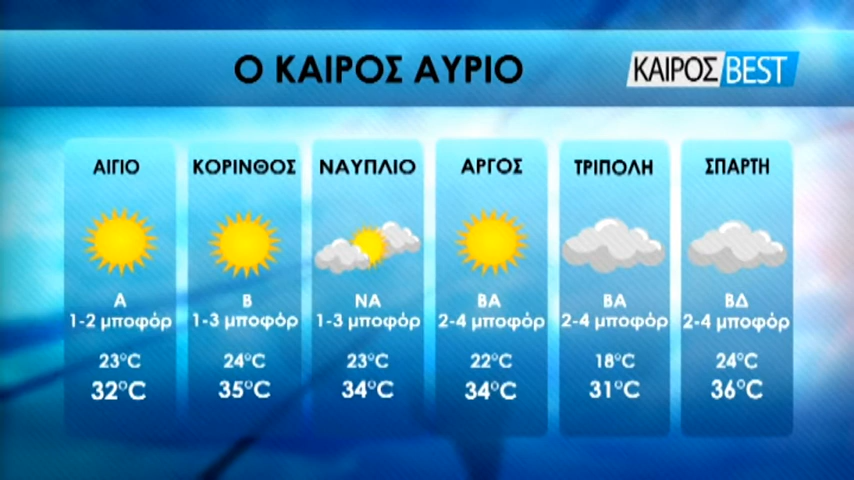 Ο ΚΑΙΡΟΣ ΑΥΡΙΟ
ΚΑΙΡΟΣ BEST
ΑΙΓΙΟ
Α
1-2 μποφόρ
23°C
32°C
ΚΟΡΙΝΘΟΣ
Β
1-3 μποφόρ
24°C
35°C
ΝΑΥΠΛΙΟ
ΝΑ
1-3 μποφόρ
23°C
34°C
ΑΡΓΟΣ
ΒΑ
2-4 μποφόρ
22°C
34°C
ΤΡΙΠΟΛΗ
ΒΑ
2-4 μποφόρ
18°C
31°C
ΣΠΑΡΤΗ
ΒΔ
2-4 μποφόρ
24°C
36°C